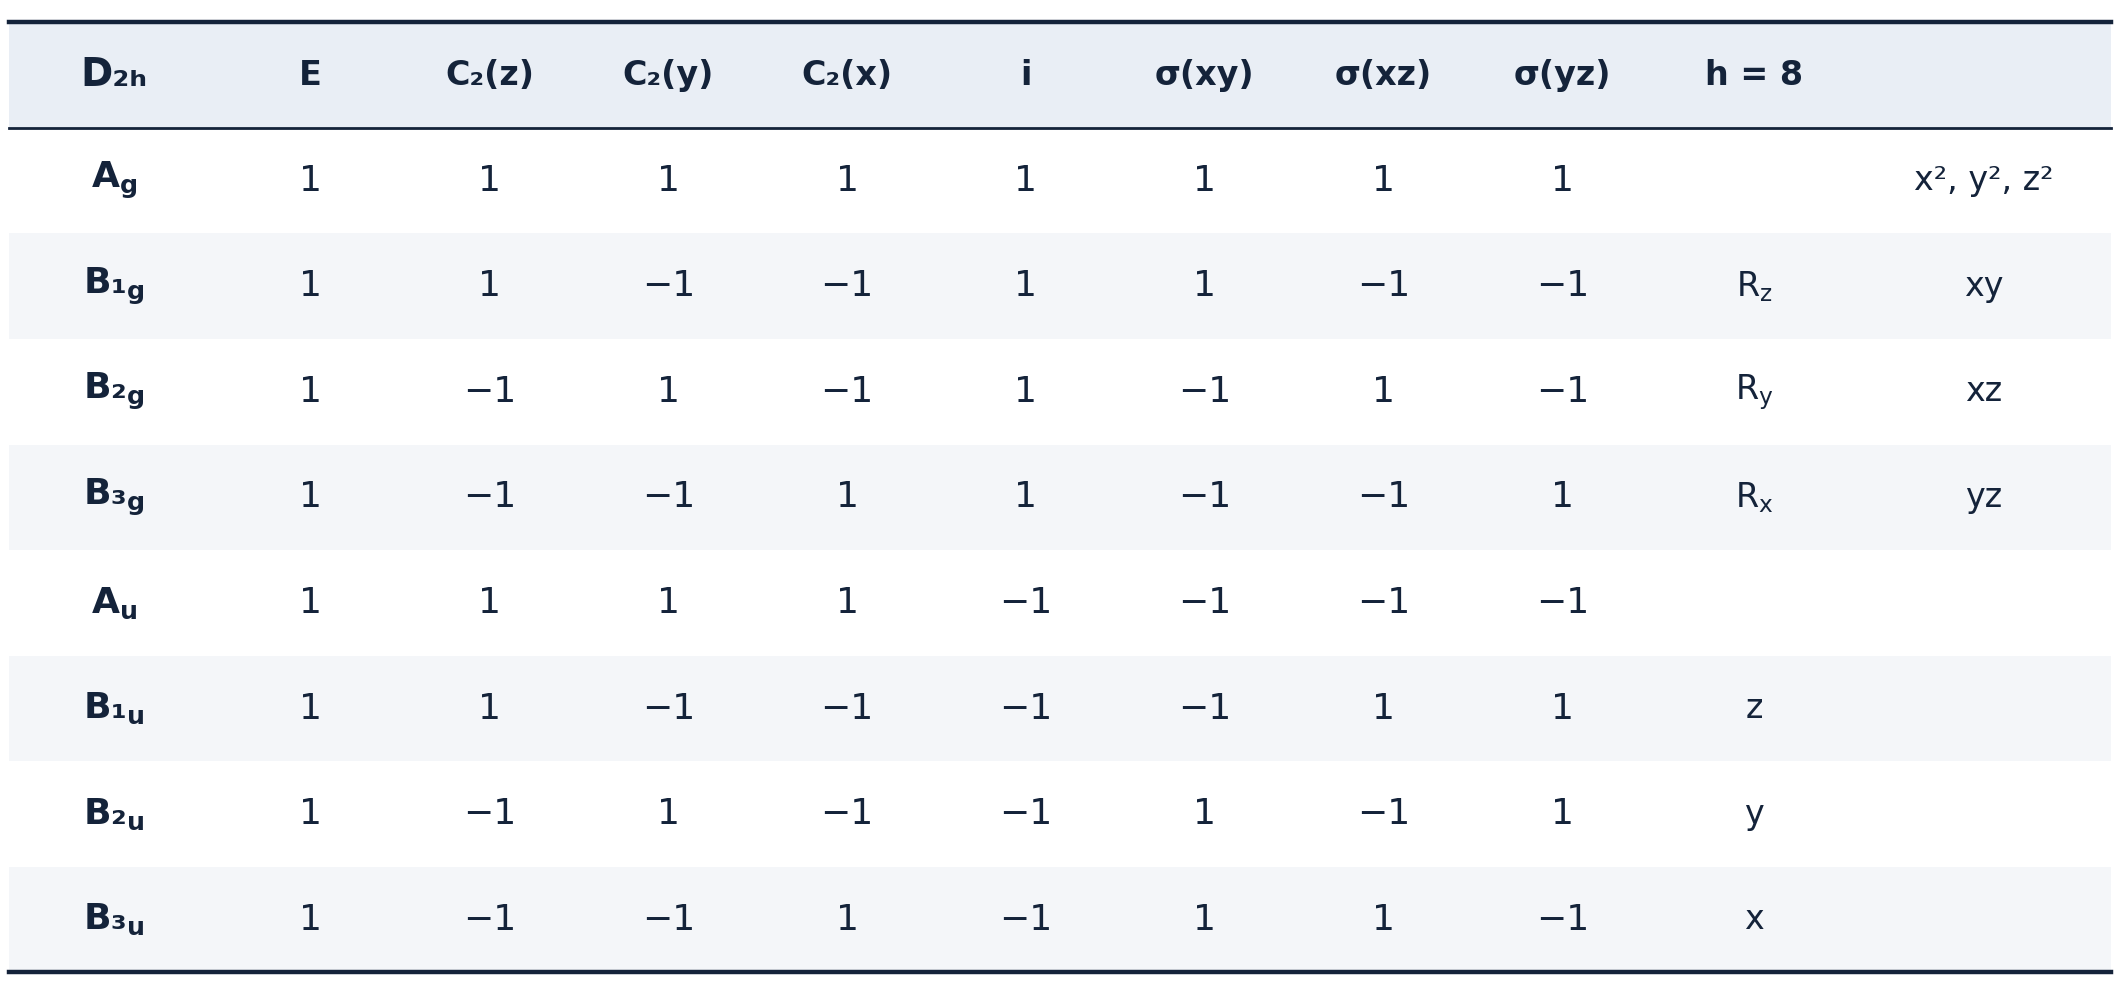 D₂ₕ E C₂(z) C₂(y) C₂(x) i σ(xy) σ(xz) σ(yz) h = 8
A_g 1 1 1 1 1 1 1 1 x², y², z²
B₁g 1 1 −1 −1 1 1 −1 −1 R_z xy
B₂g 1 −1 1 −1 1 −1 1 −1 R_y xz
B₃g 1 −1 −1 1 1 −1 −1 1 Rₓ yz
Aᵤ 1 1 1 1 −1 −1 −1 −1
B₁ᵤ 1 1 −1 −1 −1 −1 1 1 z
B₂ᵤ 1 −1 1 −1 −1 1 −1 1 y
B₃ᵤ 1 −1 −1 1 −1 1 1 −1 x